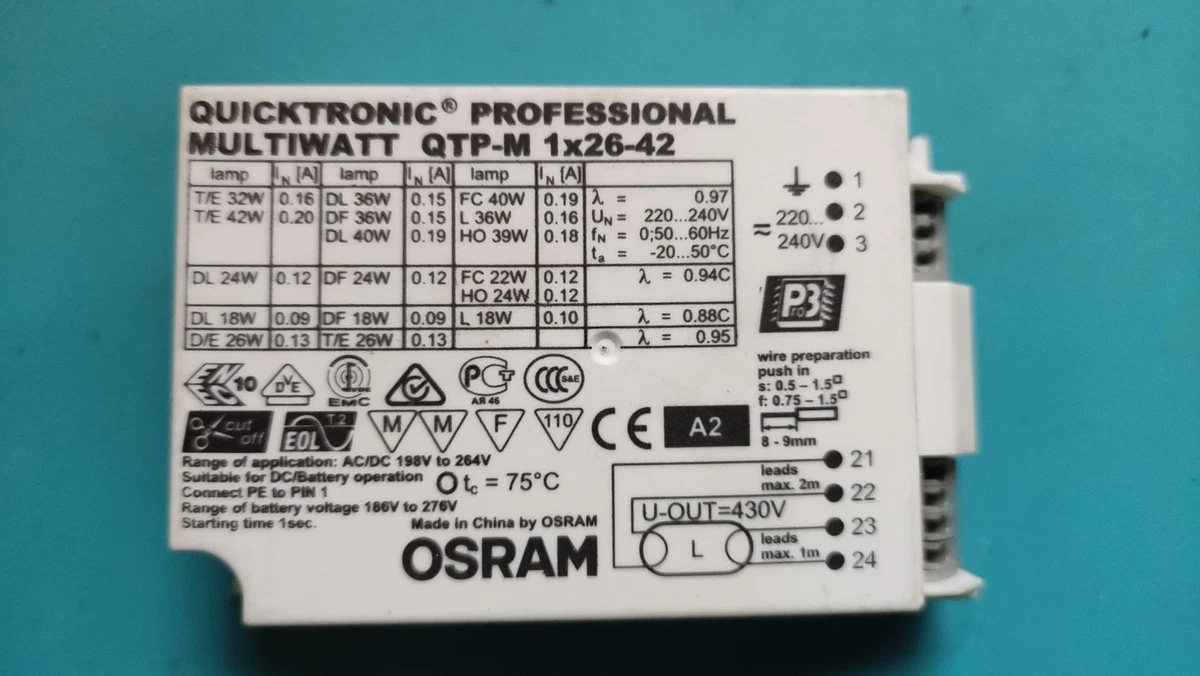 QUICKTRONIC® PROFESSIONAL
MULTIWATT QTP-M 1x26-42
lamp IN [A] lamp IN [A] lamp IN [A]
T/E 32W 0.16 DL 36W 0.15 FC 40W 0.19 λ = 0.97
T/E 42W 0.20 DF 36W 0.15 L 36W 0.16 UN = 220...240V
DL 40W 0.19 HO 39W 0.18 fN = 0;50...60Hz
ta = -20...50°C
DL 24W 0.12 DF 24W 0.12 FC 22W 0.12 λ = 0.94C
HO 24W 0.12
DL 18W 0.09 DF 18W 0.09 L 18W 0.10 λ = 0.88C
D/E 26W 0.13 T/E 26W 0.13 λ = 0.95
1
≂ 220... 2
240V 3
P3
FO
wire preparation
push in
s: 0.5 – 1.5□
f: 0.75 – 1.5□
8 - 9mm
10 DVE EMC PCT АЯ 46 CCC S&E
cut off EOL T.2 M M F 110 CE A2
Range of application: AC/DC 198V to 264V
Suitable for DC/Battery operation
Connect PE to PIN 1
tc = 75°C
Range of battery voltage 186V to 276V
Starting time 1sec.
Made in China by OSRAM
OSRAM
21
leads
max. 2m
22
U-OUT=430V
23
leads
max. 1m
L
24